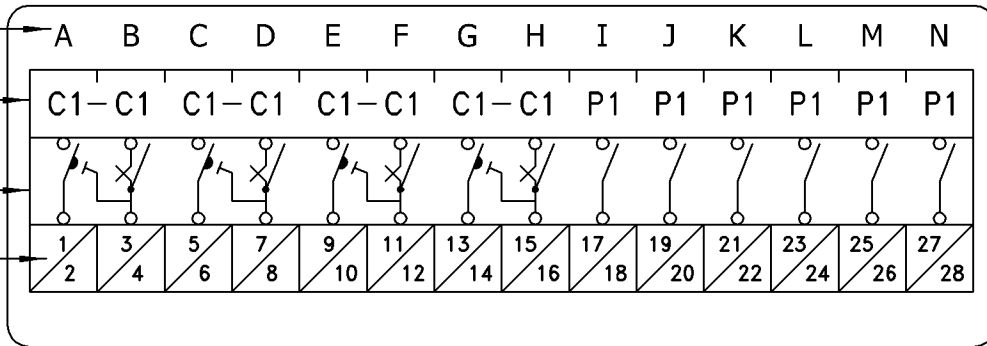 A B C D E F G H I J K L M N
C1-C1 C1-C1 C1-C1 C1-C1 P1 P1 P1 P1 P1 P1
1 3 5 7 9 11 13 15 17 19 21 23 25 27
2 4 6 8 10 12 14 16 18 20 22 24 26 28